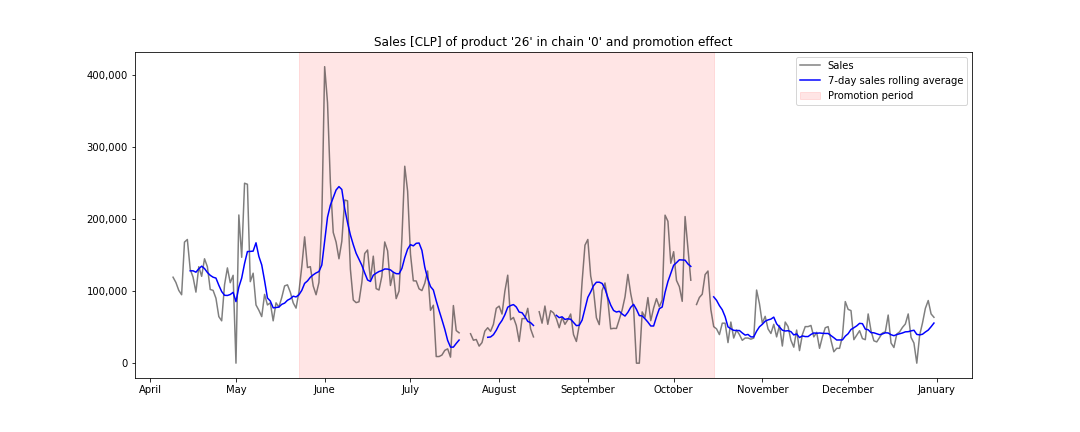 Sales [CLP] of product '26' in chain '0' and promotion effect
Sales
7-day sales rolling average
Promotion period
400,000
300,000
200,000
100,000
0
April May June July August September October November December January